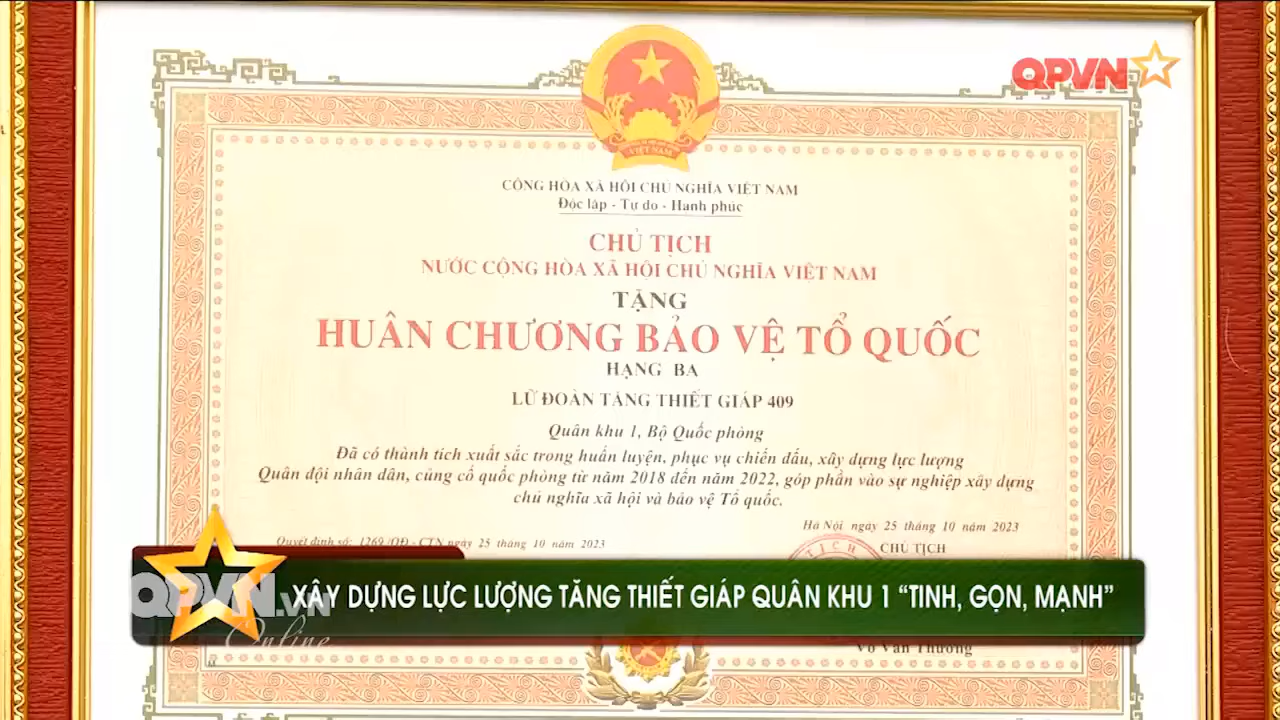 QPVN
VIỆT NAM
CỘNG HÒA XÃ HỘI CHỦ NGHĨA VIỆT NAM
Độc lập - Tự do - Hạnh phúc
CHỦ TỊCH
NƯỚC CỘNG HÒA XÃ HỘI CHỦ NGHĨA VIỆT NAM
TẶNG
HUÂN CHƯƠNG BẢO VỆ TỔ QUỐC
HẠNG BA
LỮ ĐOÀN TĂNG THIẾT GIÁP 409
Quân khu 1, Bộ Quốc phòng
Đã có thành tích xuất sắc trong huấn luyện, phục vụ chiến đấu, xây dựng lực lượng
Quân đội nhân dân, củng cố quốc phòng từ năm 2018 đến năm 2022, góp phần vào sự nghiệp xây dựng
chủ nghĩa xã hội và bảo vệ Tổ quốc.
Hà Nội ngày 25 tháng 10 năm 2023
Quyết định số: 1269/QĐ - CTN ngày 25 tháng 10 năm 2023
CHỦ TỊCH
XÂY DỰNG LỰC LƯỢNG TĂNG THIẾT GIÁP QUÂN KHU 1 “TINH, GỌN, MẠNH”
QPVN.VN
Online
Võ Văn Thưởng